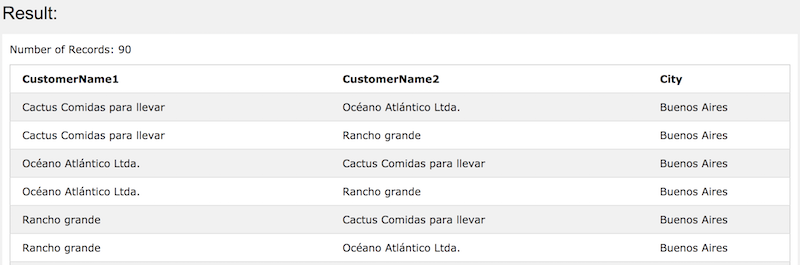 Result:
Number of Records: 90
CustomerName1 CustomerName2 City
Cactus Comidas para llevar Océano Atlántico Ltda. Buenos Aires
Cactus Comidas para llevar Rancho grande Buenos Aires
Océano Atlántico Ltda. Cactus Comidas para llevar Buenos Aires
Océano Atlántico Ltda. Rancho grande Buenos Aires
Rancho grande Cactus Comidas para llevar Buenos Aires
Rancho grande Océano Atlántico Ltda. Buenos Aires